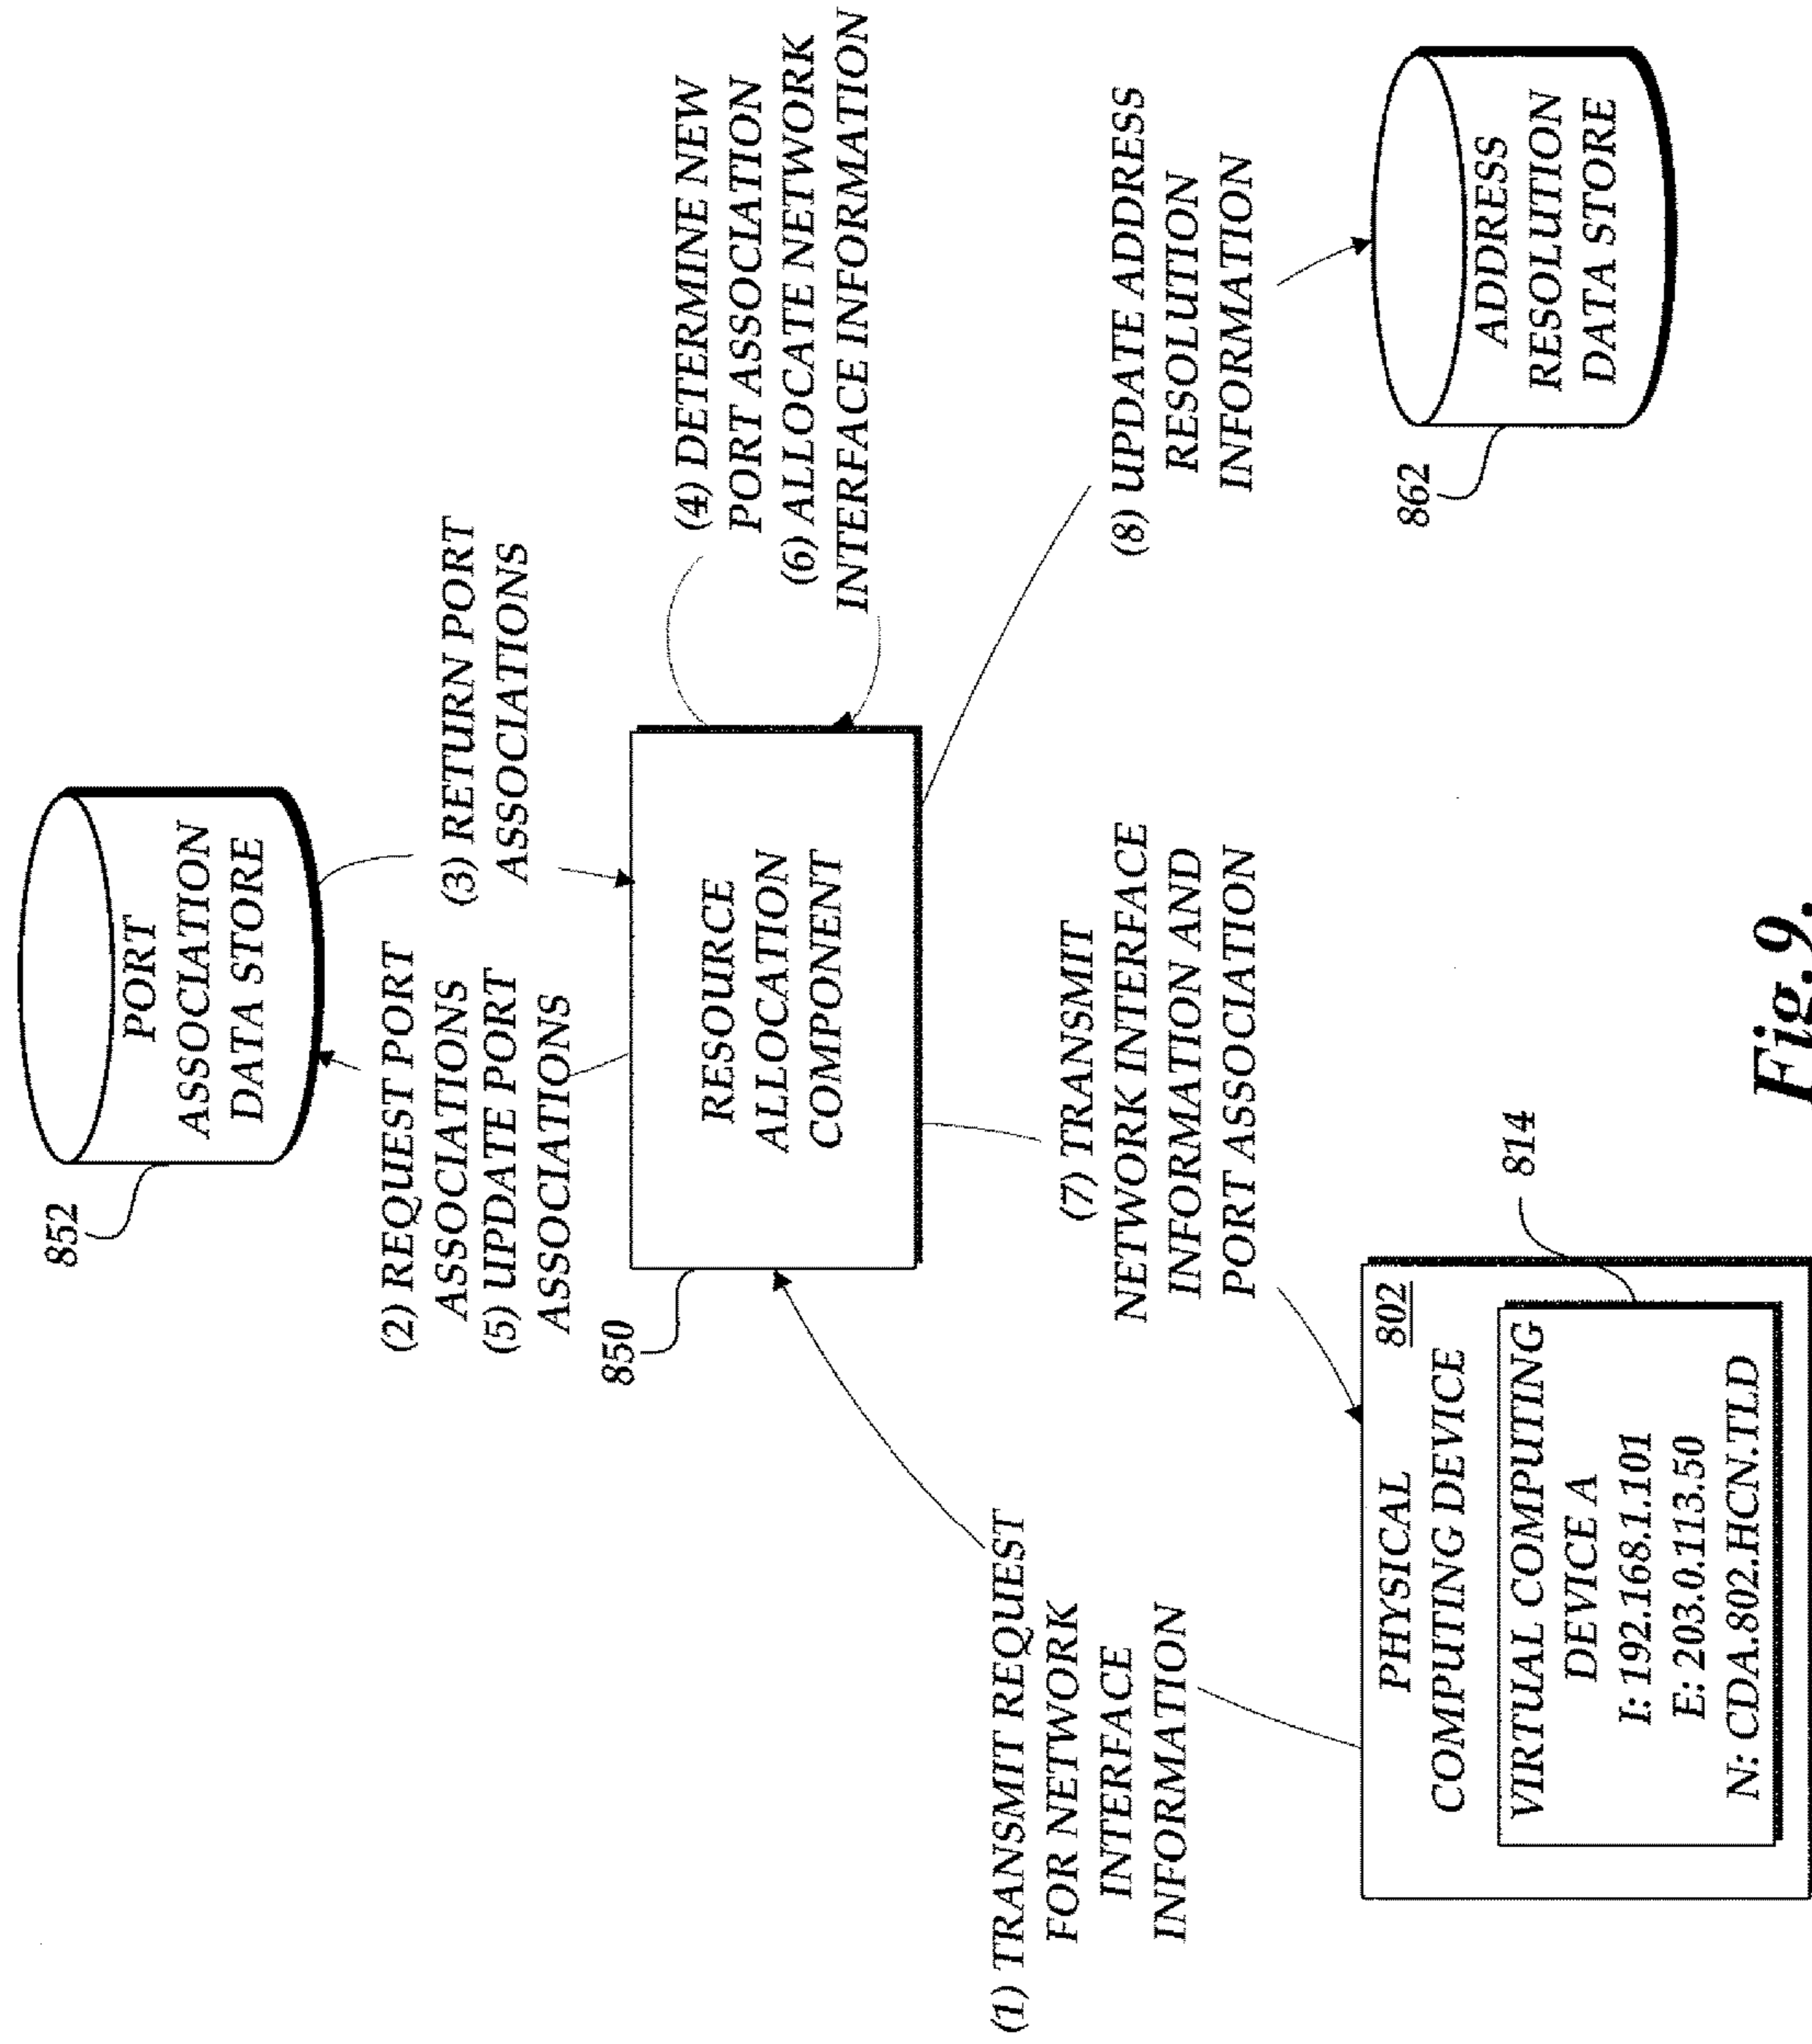 852
PORT
ASSOCIATION
DATA STORE
(2) REQUEST PORT
ASSOCIATIONS
(5) UPDATE PORT
ASSOCIATIONS
(3) RETURN PORT
ASSOCIATIONS
850
RESOURCE
ALLOCATION
COMPONENT
(4) DETERMINE NEW
PORT ASSOCIATION
(6) ALLOCATE NETWORK
INTERFACE INFORMATION
(1) TRANSMIT REQUEST
FOR NETWORK
INTERFACE
INFORMATION
(7) TRANSMIT
NETWORK INTERFACE
INFORMATION AND
PORT ASSOCIATION
(8) UPDATE ADDRESS
RESOLUTION
INFORMATION
PHYSICAL
COMPUTING DEVICE
802
VIRTUAL COMPUTING
DEVICE A
I: 192.168.1.101
E: 203.0.113.50
N: CDA.802.HCN.TLD
814
862
ADDRESS
RESOLUTION
DATA STORE
Fig.9.